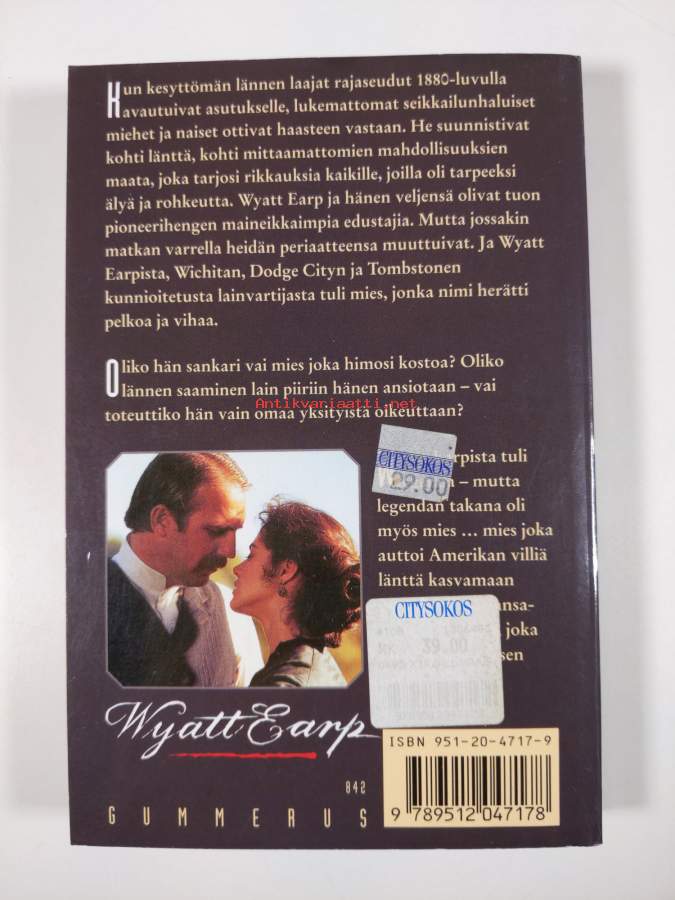 Kun kesyttömän lännen laajat rajaseudut 1880-luvulla
avautuivat asutukselle, lukemattomat seikkailunhaluiset
miehet ja naiset ottivat haasteen vastaan. He suunnistivat
kohti länttä, kohti mittaamattomien mahdollisuuksien
maata, joka tarjosi rikkauksia kaikille, joilla oli tarpeeksi
älyä ja rohkeutta. Wyatt Earp ja hänen veljensä olivat tuon
pioneerihengen maineikkaimpia edustajia. Mutta jossakin
matkan varrella heidän periaatteensa muuttuivat. Ja Wyatt
Earpista, Wichitan, Dodge Cityn ja Tombstonen
kunnioitetusta lainvartijasta tuli mies, jonka nimi herätti
pelkoa ja vihaa.
Oliko hän sankari vai mies joka himosi kostoa? Oliko
lännen saaminen lain piiriin hänen ansiotaan – vai
Antikvariaatti.net
toteuttiko hän vain omaa yksityistä oikeuttaan?
CITYSOKOS
29.00
tuli
– mutta
legendan takana oli
myös mies ... mies joka
auttoi Amerikan villiä
länttä kasvamaan
CITYSOKOS
joka
39.00
Wyatt Earp
ISBN 951-20-4717-9
842
GUMMERUS
9 789512 047178